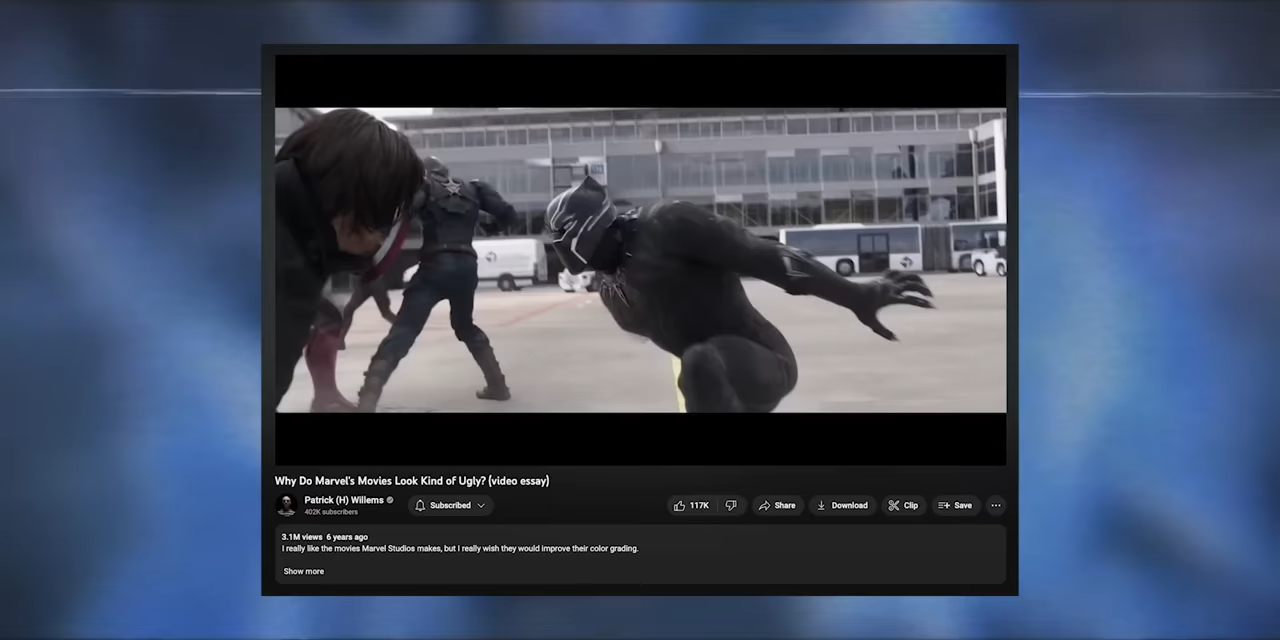 Why Do Marvel's Movies Look Kind of Ugly? (video essay)
Patrick (H) Willems
402K subscribers
Subscribed
117K
Share
Download
Clip
Save
3.1M views 6 years ago
I really like the movies Marvel Studios makes, but I really wish they would improve their color grading.
Show more